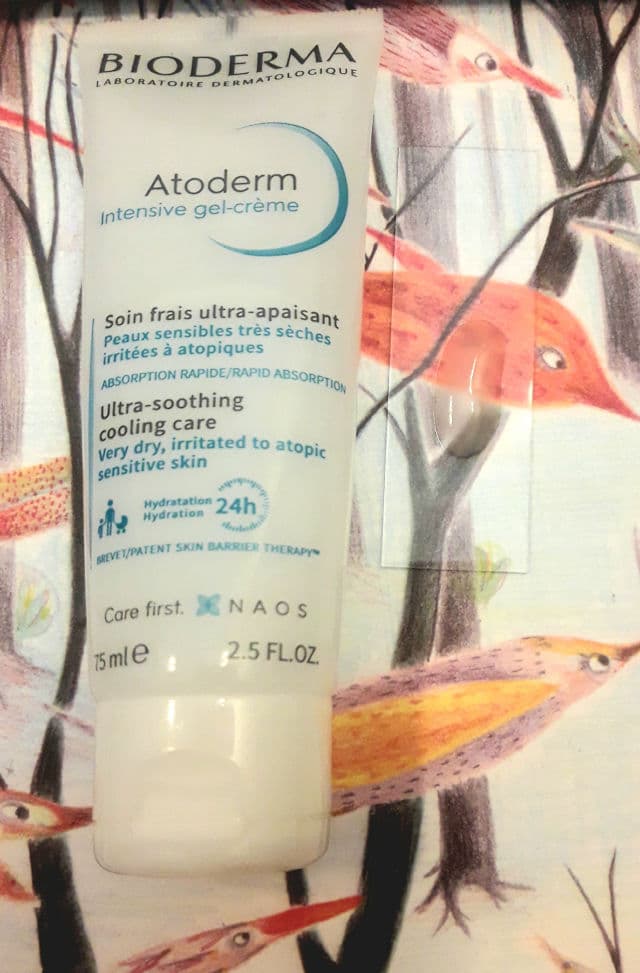 BIODERMA
LABORATOIRE DERMATOLOGIQUE
Atoderm
Intensive gel-crème
Soin frais ultra-apaisant
Peaux sensibles très sèches
irritées à atopiques
ABSORPTION RAPIDE/RAPID ABSORPTION
Ultra-soothing
cooling care
Very dry, irritated to atopic
sensitive skin
Hydratation
Hydration 24h
BREVET/PATENT SKIN BARRIER THERAPY™
Care first. NAOS
75 ml e 2.5 FL.OZ.